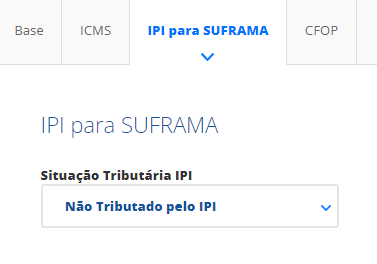 Base ICMS IPI para SUFRAMA CFOP
IPI para SUFRAMA
Situação Tributária IPI
Não Tributado pelo IPI